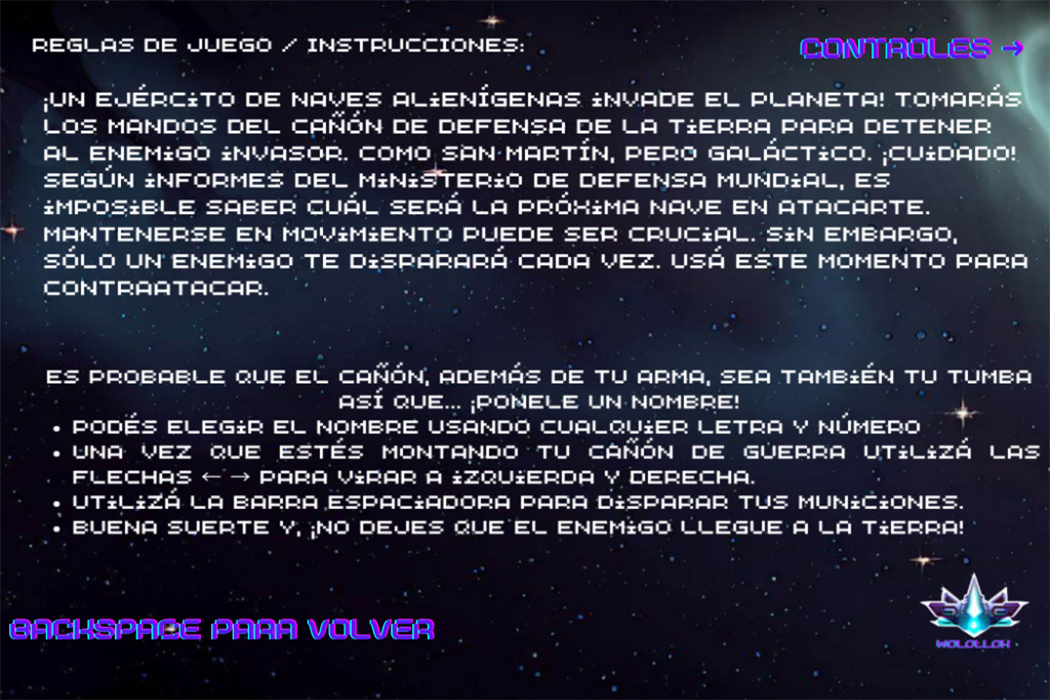 REGLAS DE JUEGO / INSTRUCCIONES:
CONTROLES →
¡UN EJÉRCITO DE NAVES ALIENÍGENAS INVADE EL PLANETA! TOMARÁS
LOS MANDOS DEL CAÑÓN DE DEFENSA DE LA TIERRA PARA DETENER
AL ENEMIGO INVASOR. COMO SAN MARTÍN, PERO GALÁCTICO. ¡CUIDADO!
SEGÚN INFORMES DEL MINISTERIO DE DEFENSA MUNDIAL, ES
IMPOSIBLE SABER CUÁL SERÁ LA PRÓXIMA NAVE EN ATACARTE.
MANTENERSE EN MOVIMIENTO PUEDE SER CRUCIAL. SIN EMBARGO,
SÓLO UN ENEMIGO TE DISPARARÁ CADA VEZ. USÁ ESTE MOMENTO PARA
CONTRAATACAR.
ES PROBABLE QUE EL CAÑÓN, ADEMÁS DE TU ARMA, SEA TAMBIÉN TU TUMBA
ASÍ QUE... ¡PONELE UN NOMBRE!
• PODÉS ELEGIR EL NOMBRE USANDO CUALQUIER LETRA Y NÚMERO
• UNA VEZ QUE ESTÉS MONTANDO TU CAÑÓN DE GUERRA UTILIZÁ LAS
FLECHAS ← → PARA VIRAR A IZQUIERDA Y DERECHA.
• UTILIZÁ LA BARRA ESPACIADORA PARA DISPARAR TUS MUNICIONES.
• BUENA SUERTE Y, ¡NO DEJES QUE EL ENEMIGO LLEGUE A LA TIERRA!
BACKSPACE PARA VOLVER
WOLOLLOK